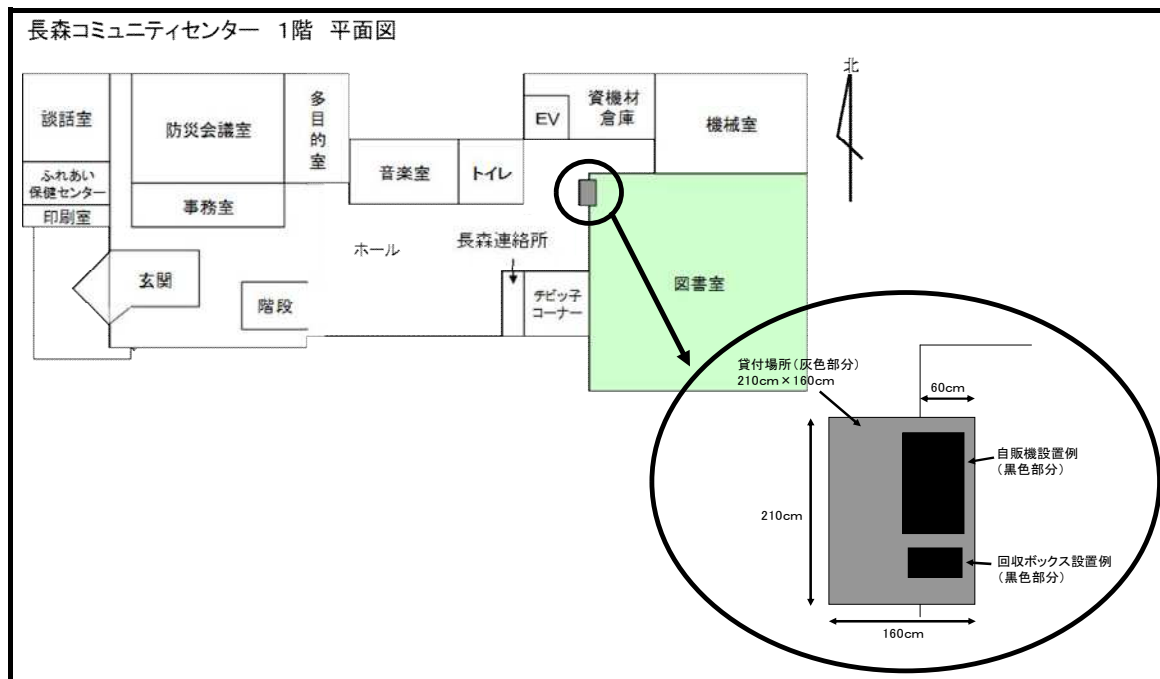 長森コミュニティセンター 1階 平面図
北
談話室
防災会議室
多目的室
EV
資機材
倉庫
機械室
ふれあい
保健センター
音楽室
トイレ
印刷室
事務室
ホール
長森連絡所
玄関
階段
チビッ子
コーナー
図書室
貸付場所(灰色部分)
210cm×160cm
60cm
自販機設置例
(黒色部分)
210cm
回収ボックス設置例
(黒色部分)
160cm